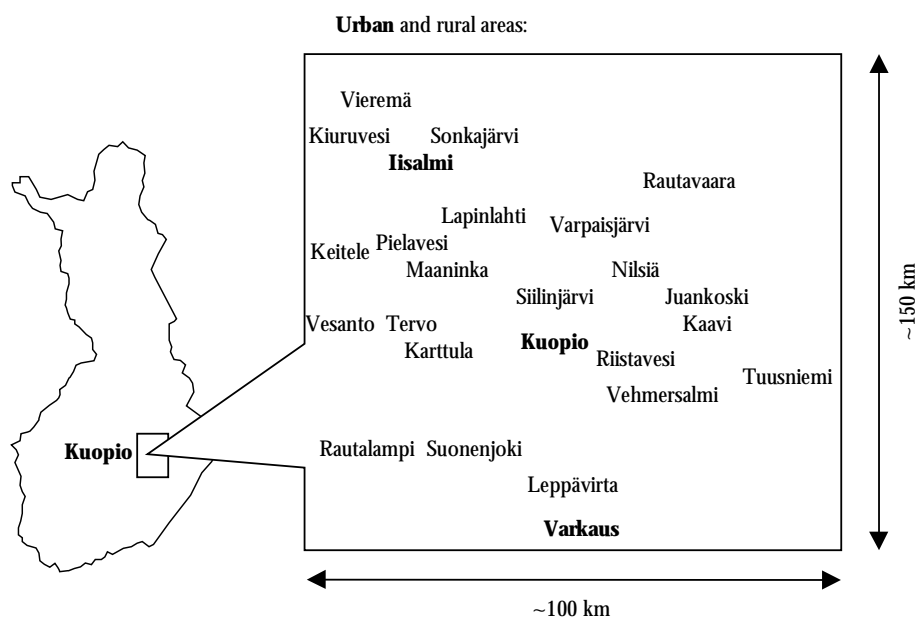 Urban and rural areas:
Vieremä
Kiuruvesi Sonkajärvi
Iisalmi
Rautavaara
Lapinlahti
Varpaisjärvi
Pielavesi
Keitele
Maaninka
Nilsiä
Siilinjärvi
Juankoski
Vesanto Tervo
Kaavi
Kuopio
Karttula
Riistavesi
Tuusniemi
Vehmersalmi
Kuopio
Rautalampi Suonenjoki
Leppävirta
Varkaus
~150 km
~100 km